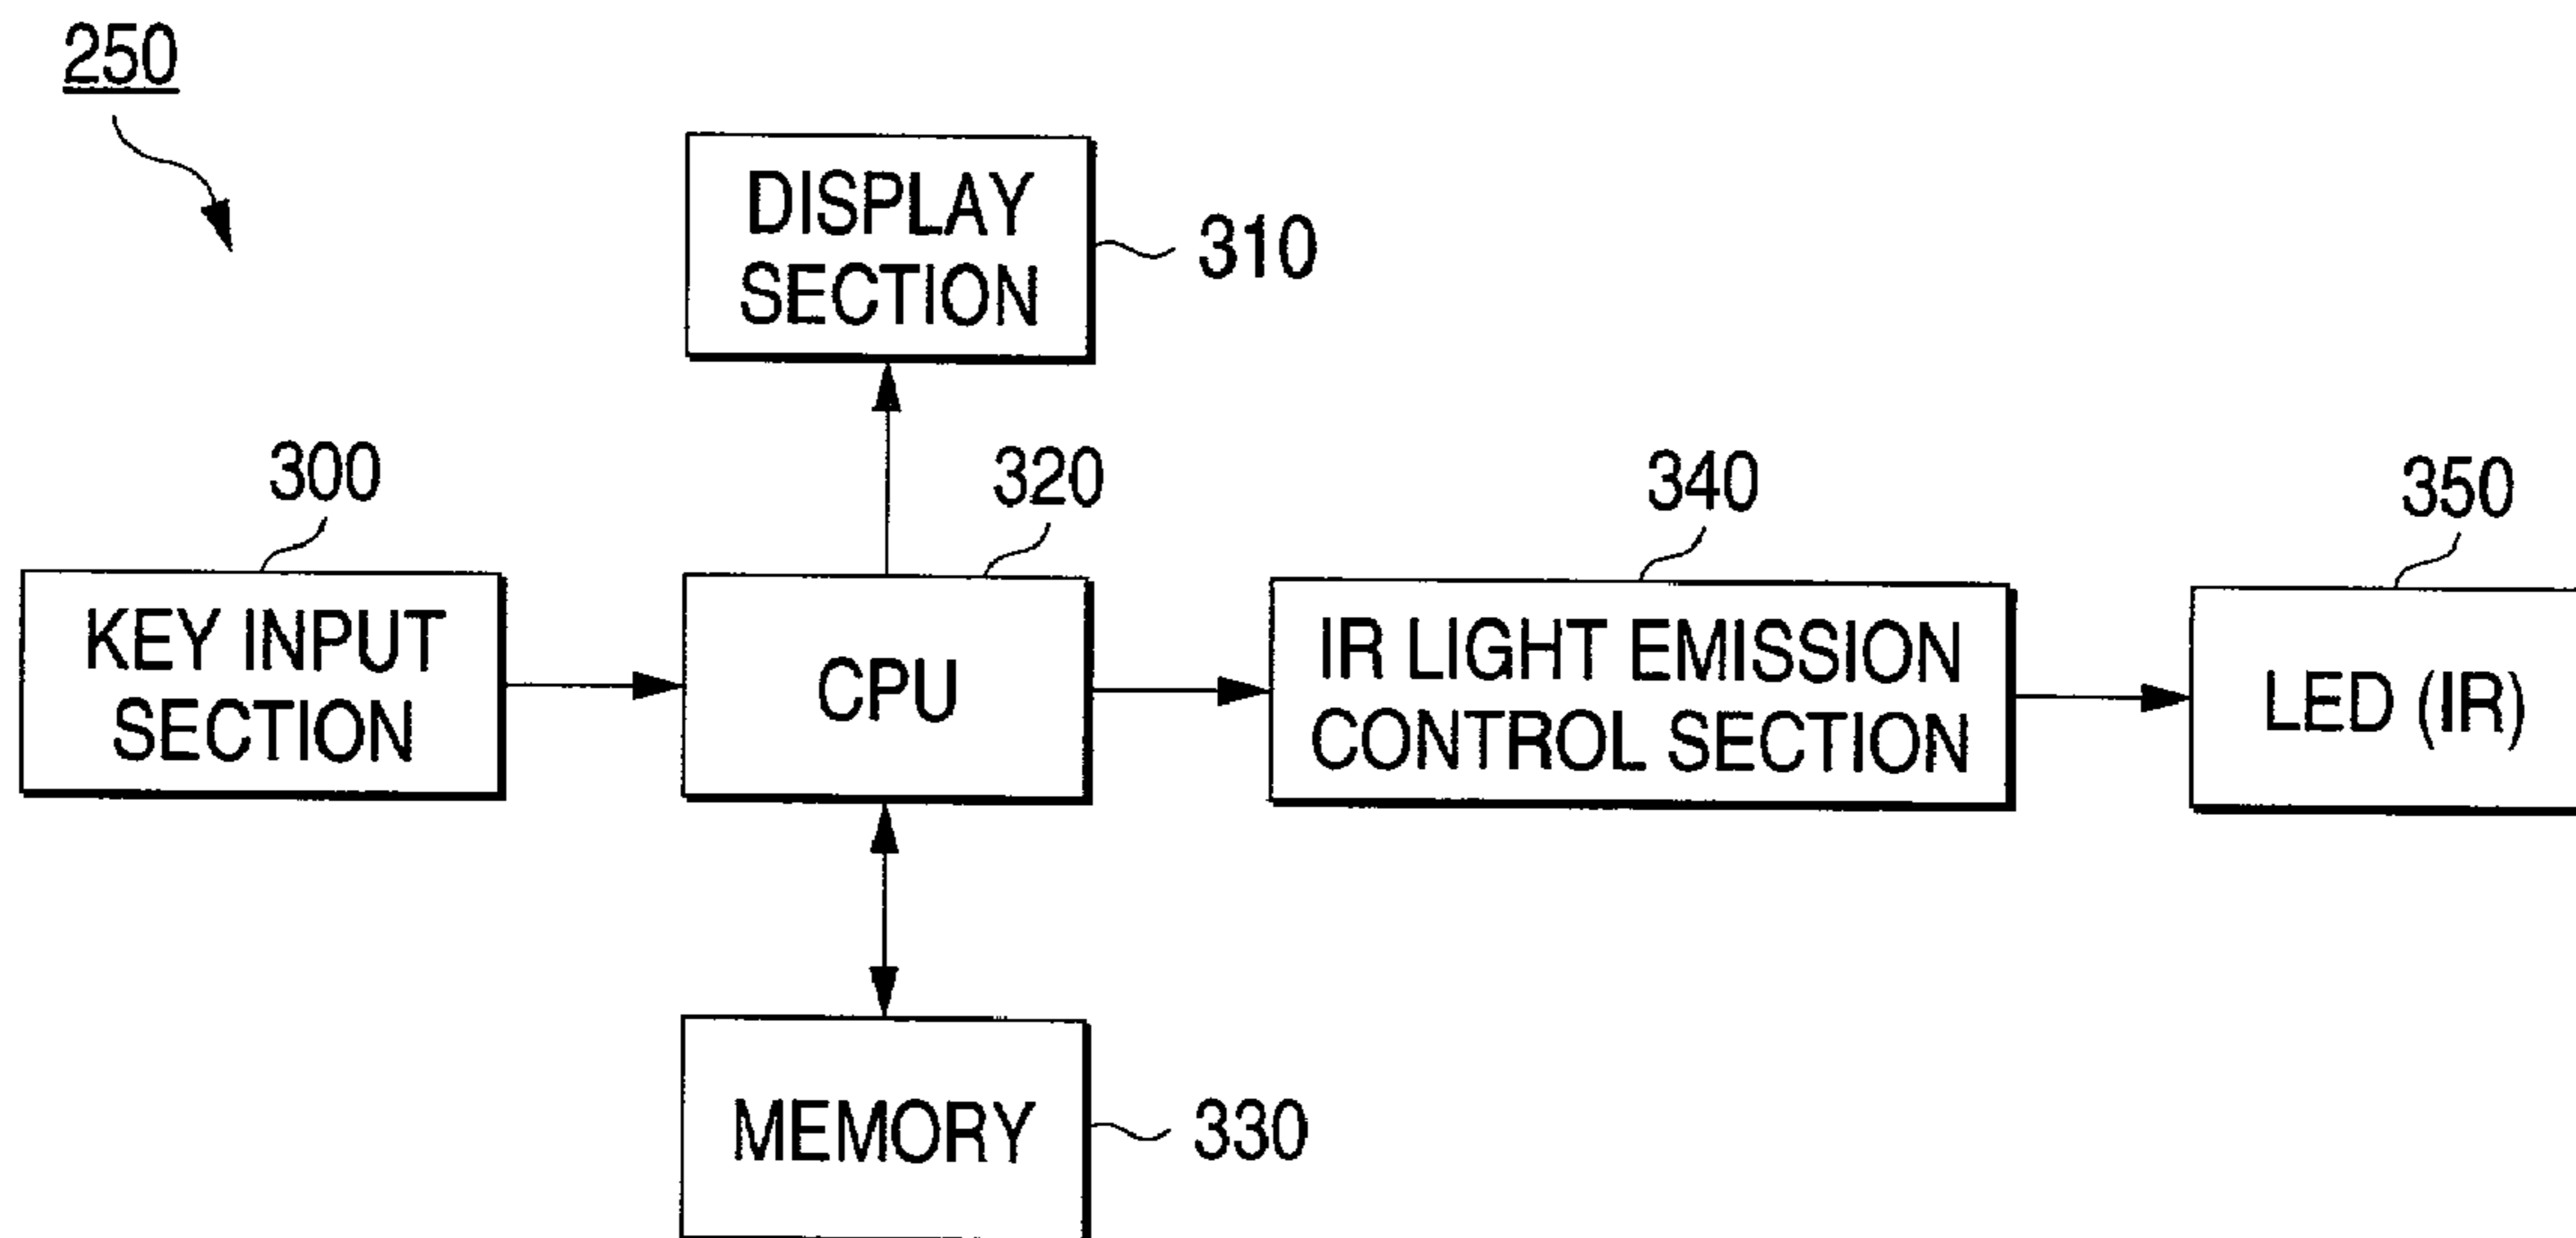 250
DISPLAY
SECTION
310
300
320
340
350
KEY INPUT
SECTION
CPU
IR LIGHT EMISSION
CONTROL SECTION
LED (IR)
MEMORY
330